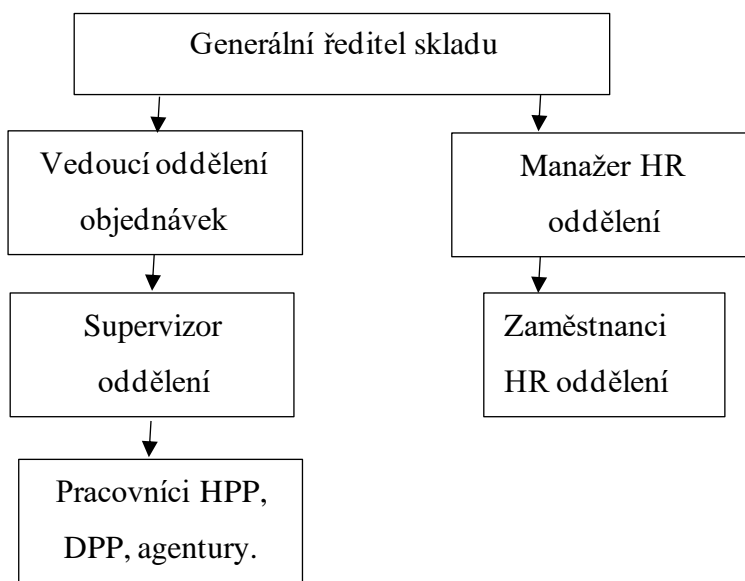 Generální ředitel skladu
Vedoucí oddělení
objednávek
Manažer HR
oddělení
Supervizor
oddělení
Zaměstnanci
HR oddělení
Pracovníci HPP,
DPP, agentury.